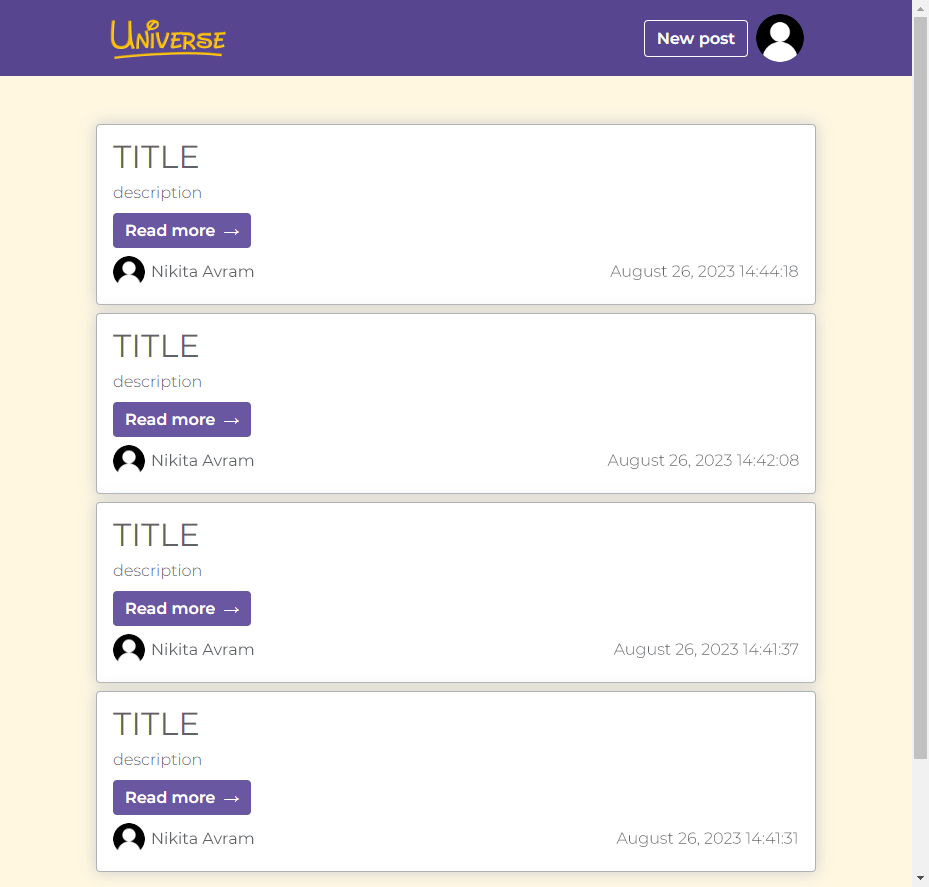 Universe
New post
TITLE
description
Read more →
Nikita Avram
August 26, 2023 14:44:18
TITLE
description
Read more →
Nikita Avram
August 26, 2023 14:42:08
TITLE
description
Read more →
Nikita Avram
August 26, 2023 14:41:37
TITLE
description
Read more →
Nikita Avram
August 26, 2023 14:41:31